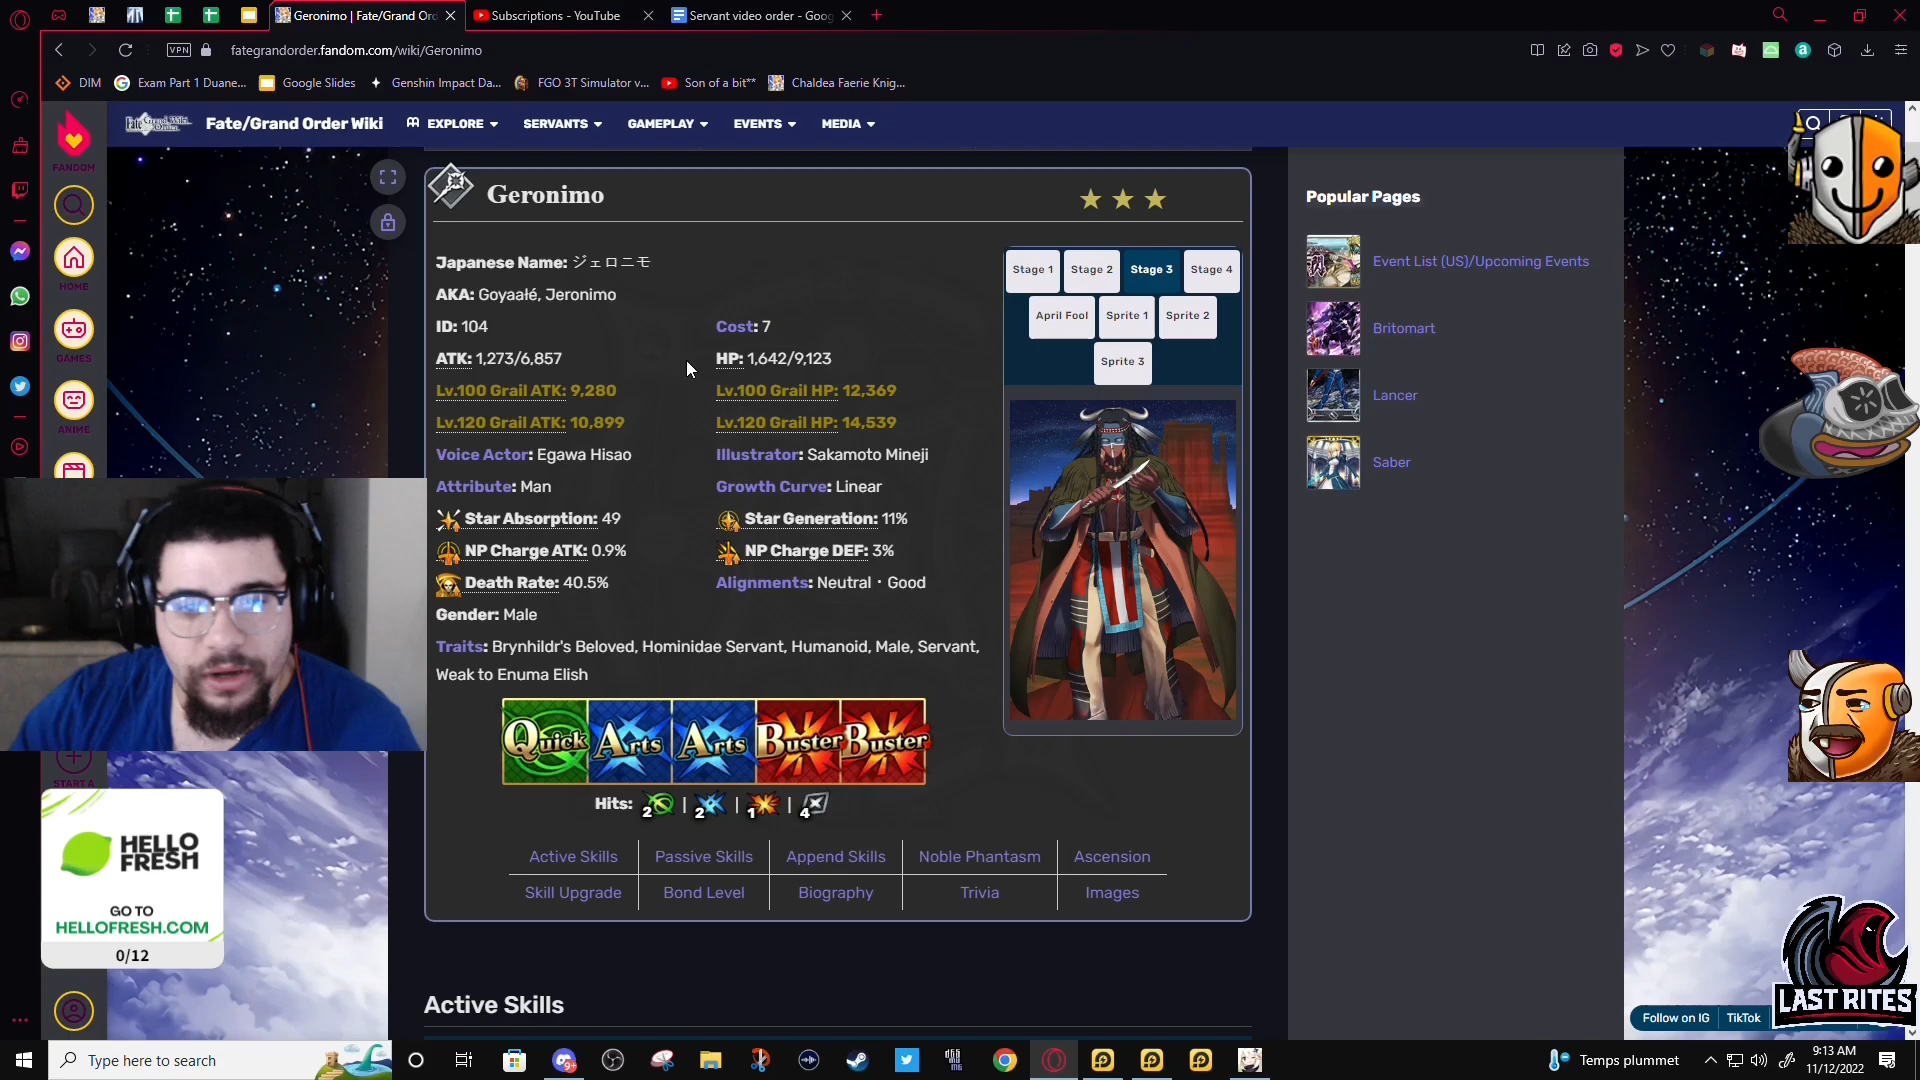 Geronimo | Fate/Grand Orc
Subscriptions - YouTube
Servant video order - Goog
VPN
fategrandorder.fandom.com/wiki/Geronimo
DIM
Exam Part 1 Duane...
Google Slides
Genshin Impact Da...
FGO 3T Simulator v...
Son of a bit**
Chaldea Faerie Knig...
Fate/Grand Order Wiki
EXPLORE
SERVANTS
GAMEPLAY
EVENTS
MEDIA
FANDOM
HOME
GAMES
ANIME
START A
Geronimo
Japanese Name: ジェロニモ
AKA: Goyaałé, Jeronimo
ID: 104
Cost: 7
ATK: 1,273/6,857
HP: 1,642/9,123
Lv.100 Grail ATK: 9,280
Lv.100 Grail HP: 12,369
Lv.120 Grail ATK: 10,899
Lv.120 Grail HP: 14,539
Voice Actor: Egawa Hisao
Illustrator: Sakamoto Mineji
Attribute: Man
Growth Curve: Linear
Star Absorption: 49
Star Generation: 11%
NP Charge ATK: 0.9%
NP Charge DEF: 3%
Death Rate: 40.5%
Alignments: Neutral・Good
Gender: Male
Traits: Brynhildr's Beloved, Hominidae Servant, Humanoid, Male, Servant,
Weak to Enuma Elish
Quick Arts Arts Buster Buster
Hits: 2 | 2 | 1 | 4
Active Skills
Passive Skills
Append Skills
Noble Phantasm
Ascension
Skill Upgrade
Bond Level
Biography
Trivia
Images
Stage 1
Stage 2
Stage 3
Stage 4
April Fool
Sprite 1
Sprite 2
Sprite 3
Active Skills
Popular Pages
Event List (US)/Upcoming Events
Britomart
Lancer
Saber
HELLO
FRESH
GO TO
HELLOFRESH.COM
0/12
LAST RITES
Follow on IG
TikTok
Type here to search
9+
Temps plummet
9:13 AM
11/12/2022